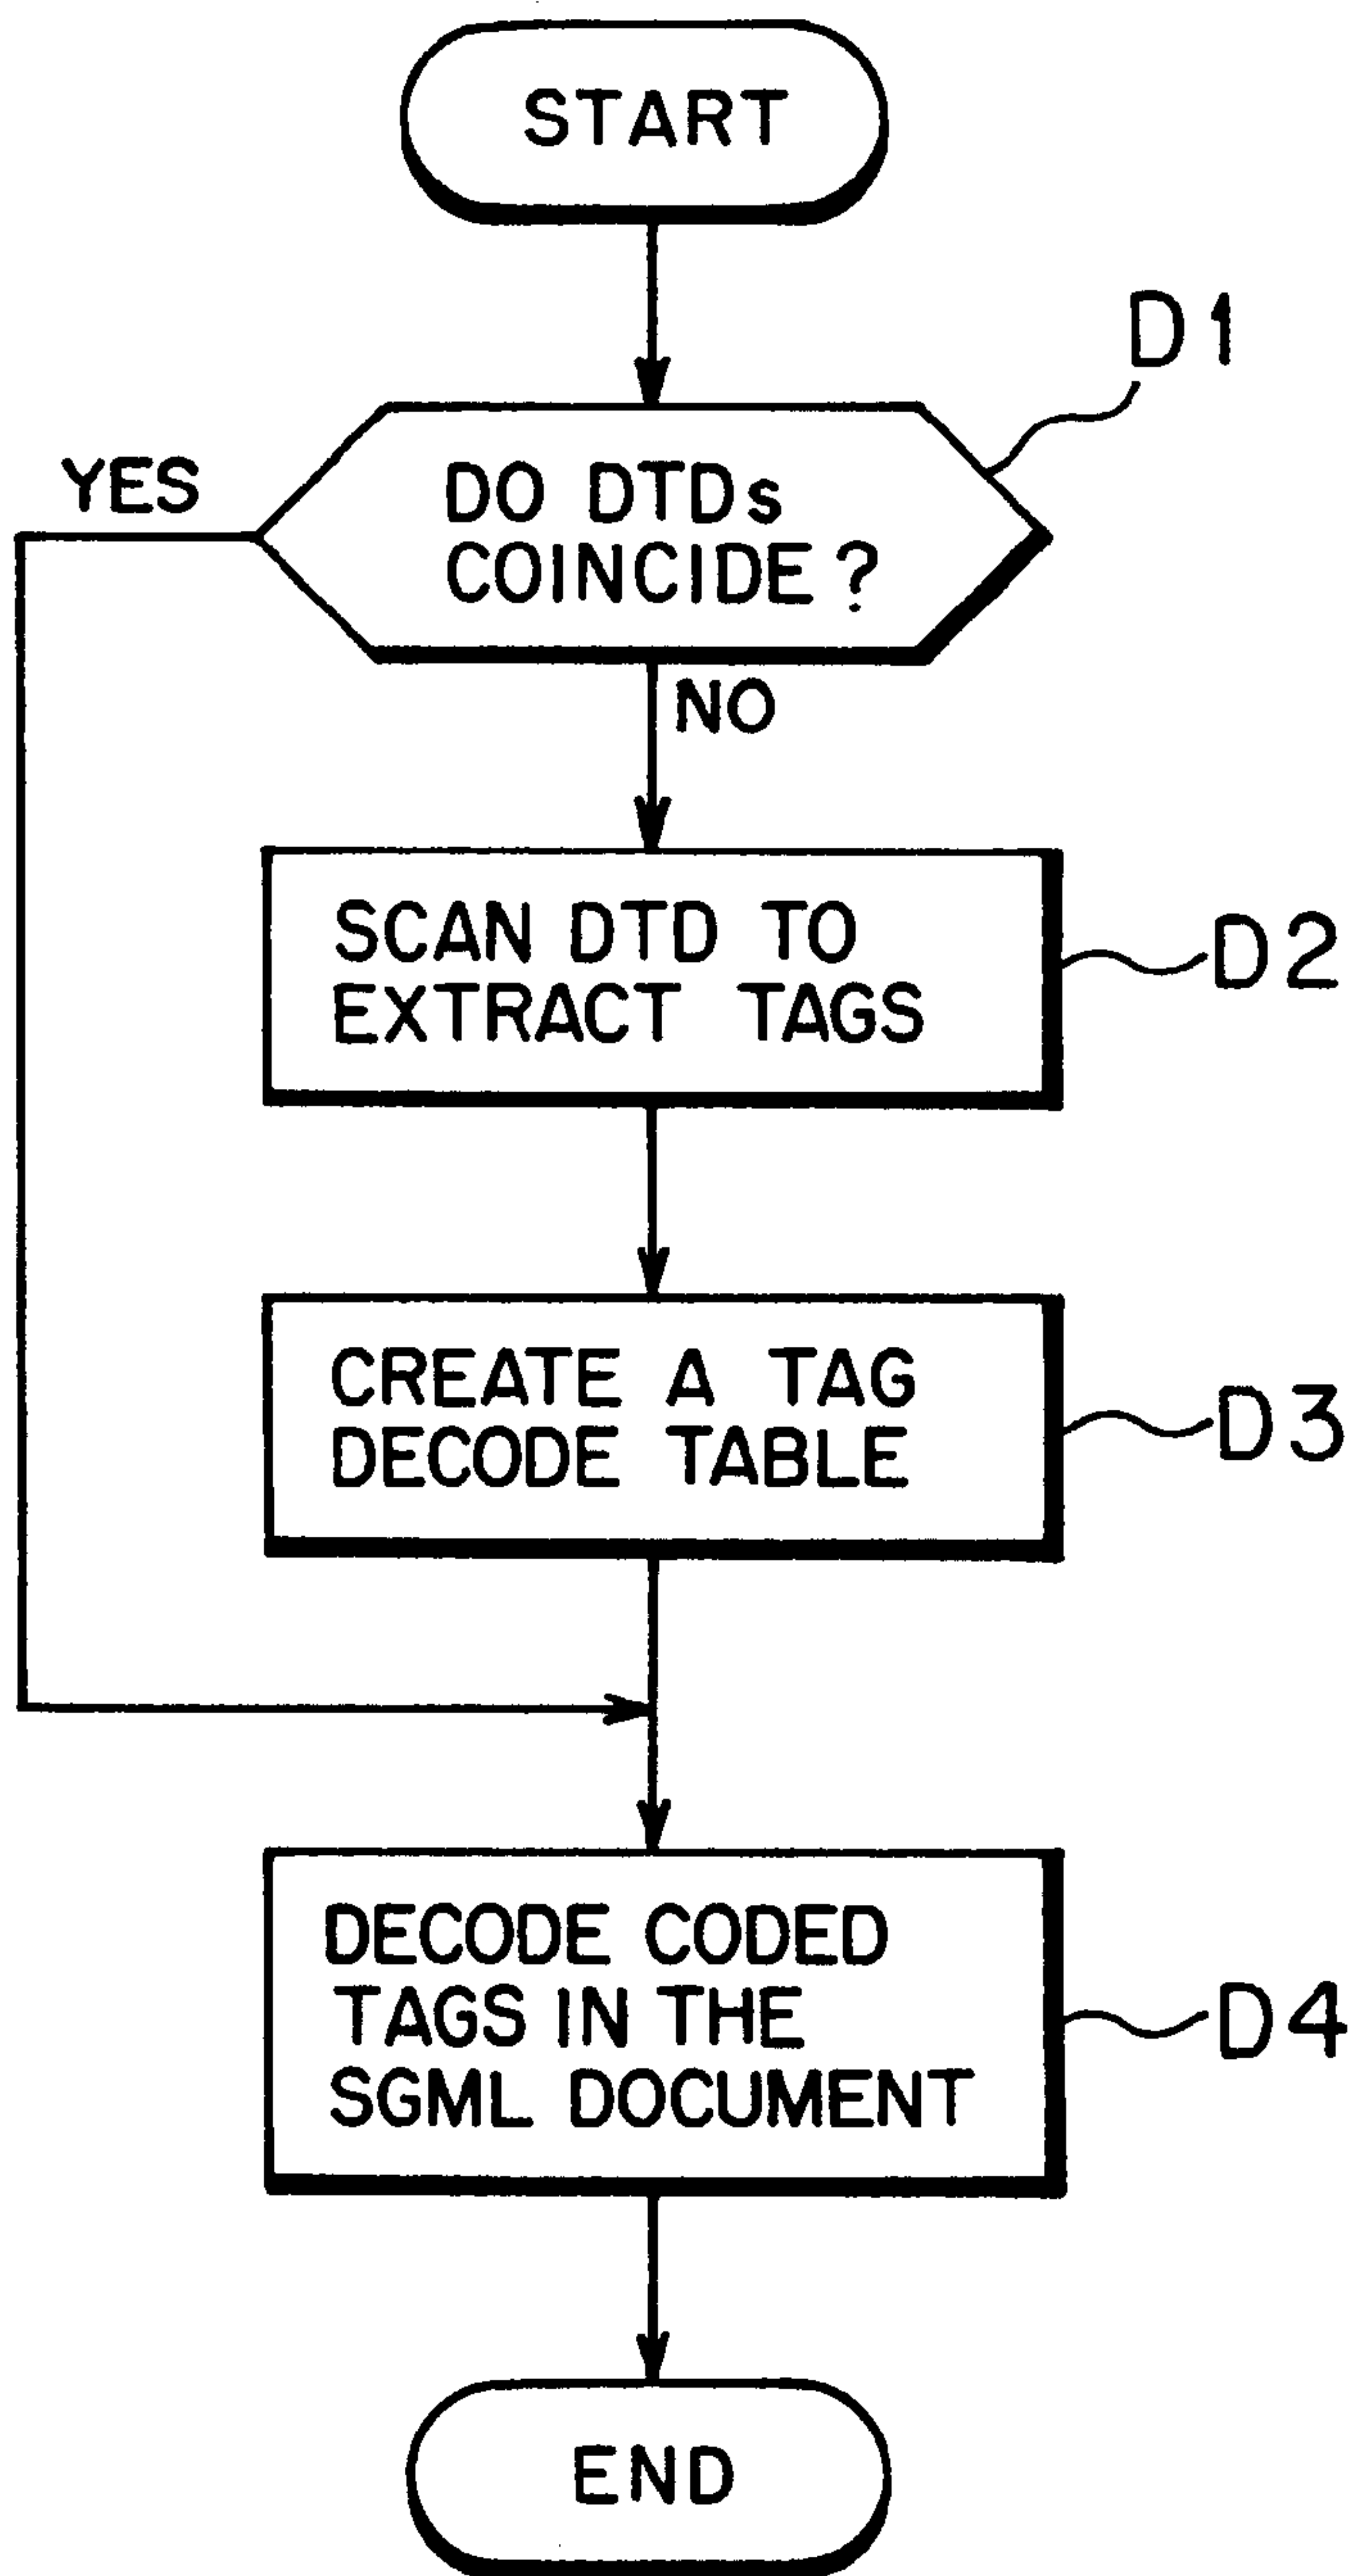 START
D1
YES
DO DTDs
COINCIDE?
NO
SCAN DTD TO
EXTRACT TAGS
D2
CREATE A TAG
DECODE TABLE
D3
DECODE CODED
TAGS IN THE
SGML DOCUMENT
D4
END